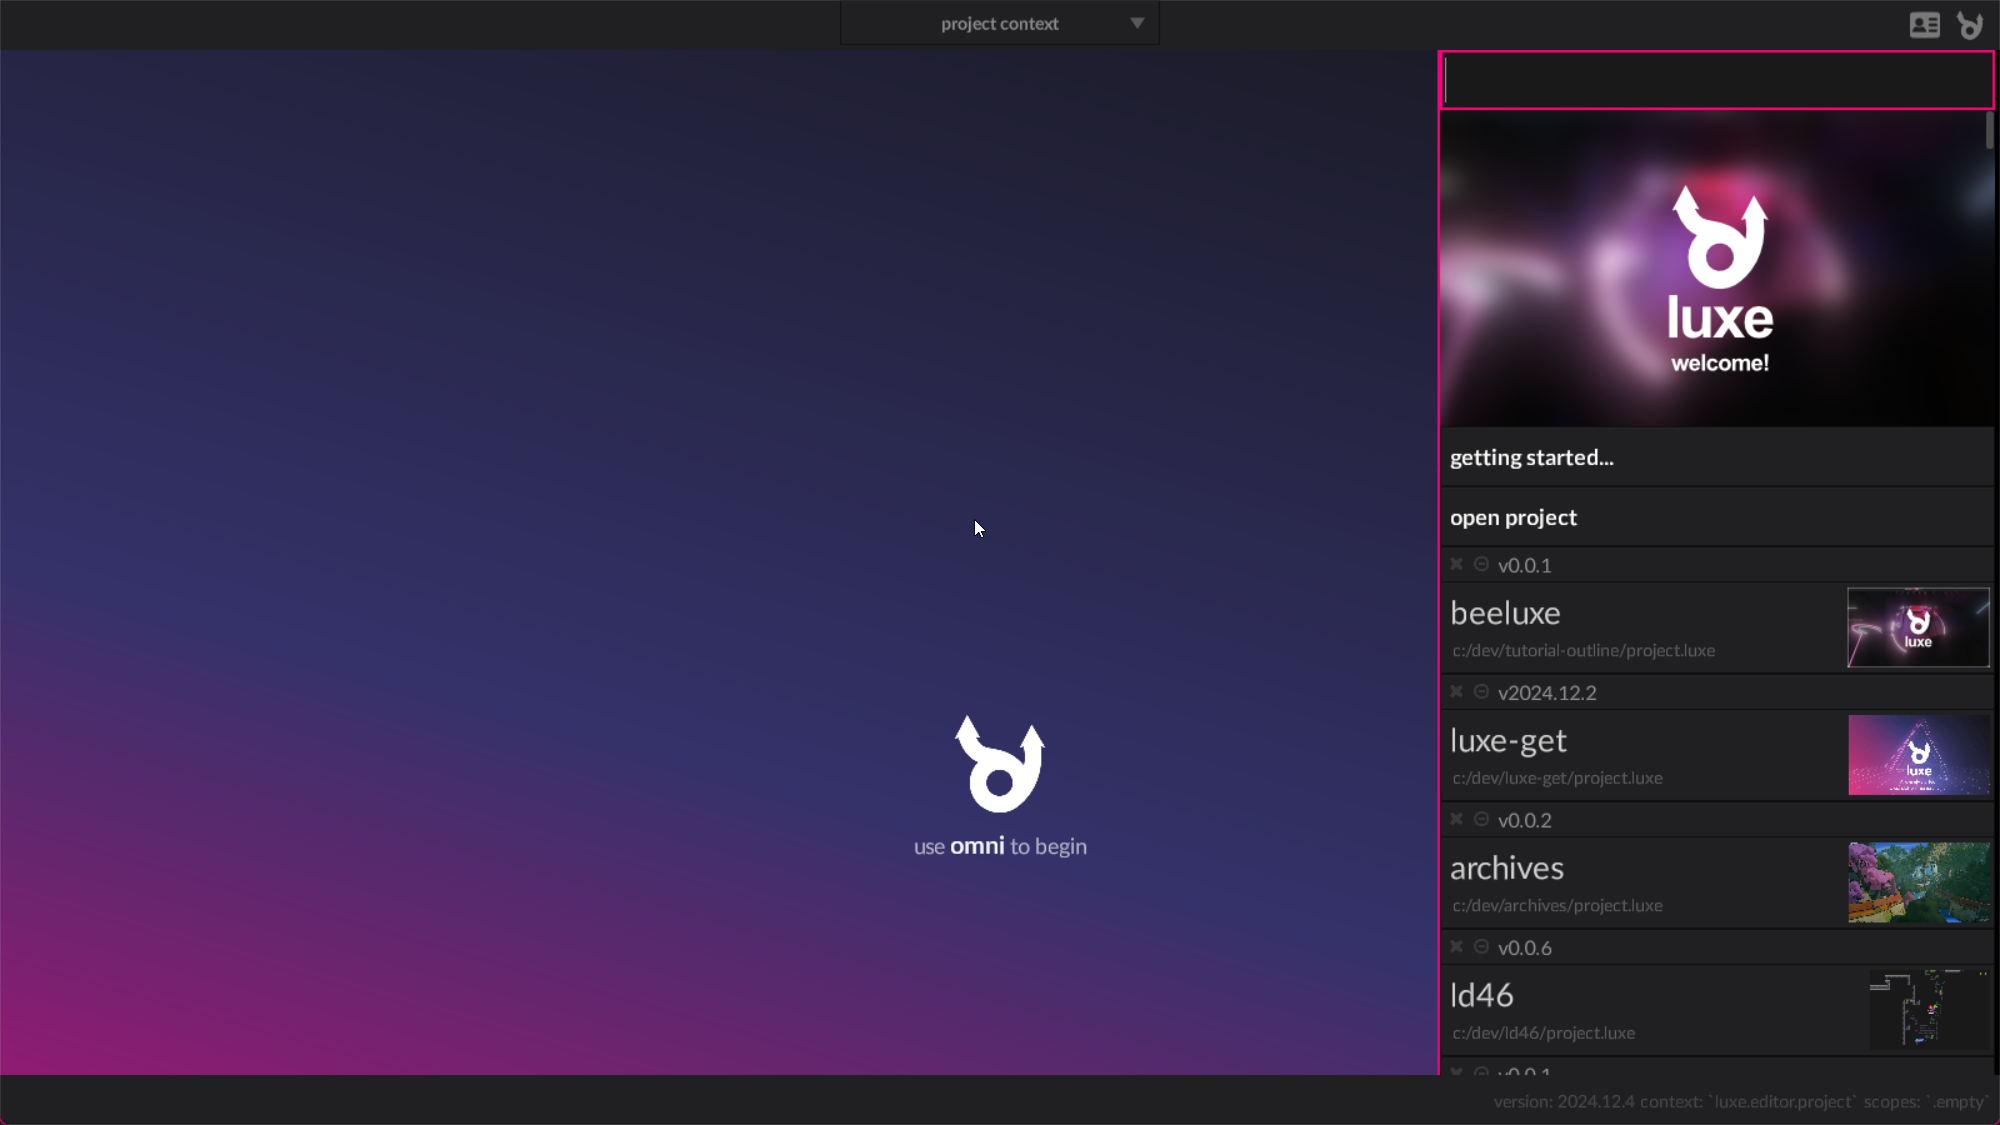 project context
luxe
welcome!
getting started...
open project
v0.0.1
beeluxe
c:/dev/tutorial-outline/project.luxe
luxe
v2024.12.2
luxe-get
c:/dev/luxe-get/project.luxe
luxe
v0.0.2
archives
c:/dev/archives/project.luxe
v0.0.6
ld46
c:/dev/ld46/project.luxe
v0.0.1
use omni to begin
version: 2024.12.4 context: `luxe.editor.project` scopes: `.empty`